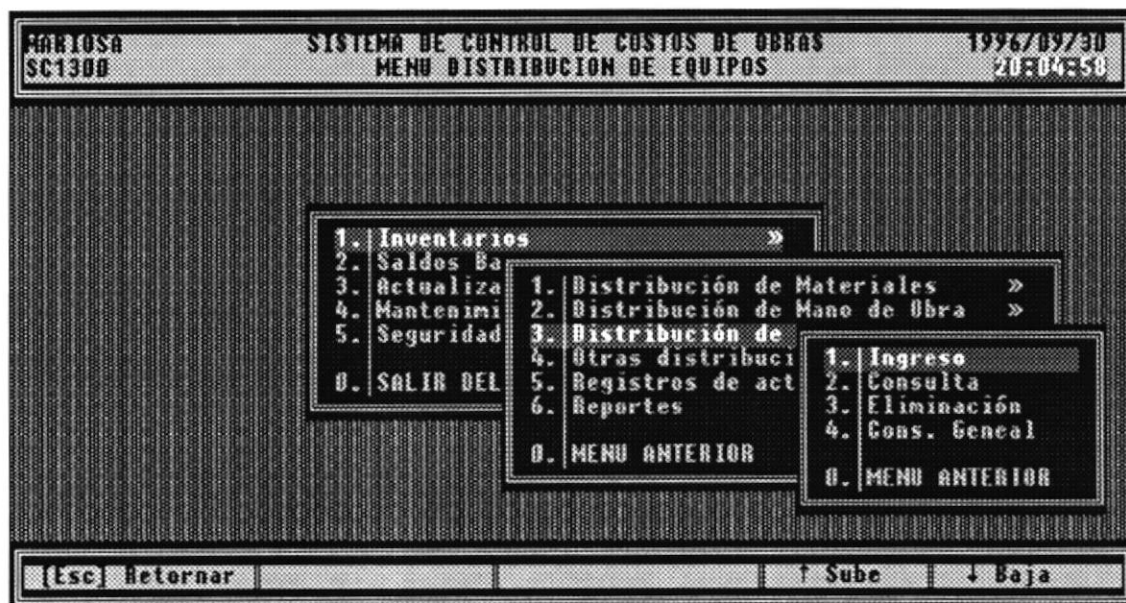 MARIOSA SISTEMA DE CONTROL DE CUSTOS DE OBRAS 1996/09/30
SC1300 MENU DISTRIBUCION DE EQUIPOS 20:04:58
1. Inventarios »
2. Saldos Ba
3. Actualiza
4. Mantenimi
5. Seguridad
0. SALIR DEL
1. Distribución de Materiales »
2. Distribución de Mano de Obra »
3. Distribución de
4. Otras distribuci
5. Registros de act
6. Reportes
0. MENU ANTERIOR
1. Ingreso
2. Consulta
3. Eliminación
4. Cons. Geneal
0. MENU ANTERIOR
[Esc] Retornar ↑ Sube ↓ Baja